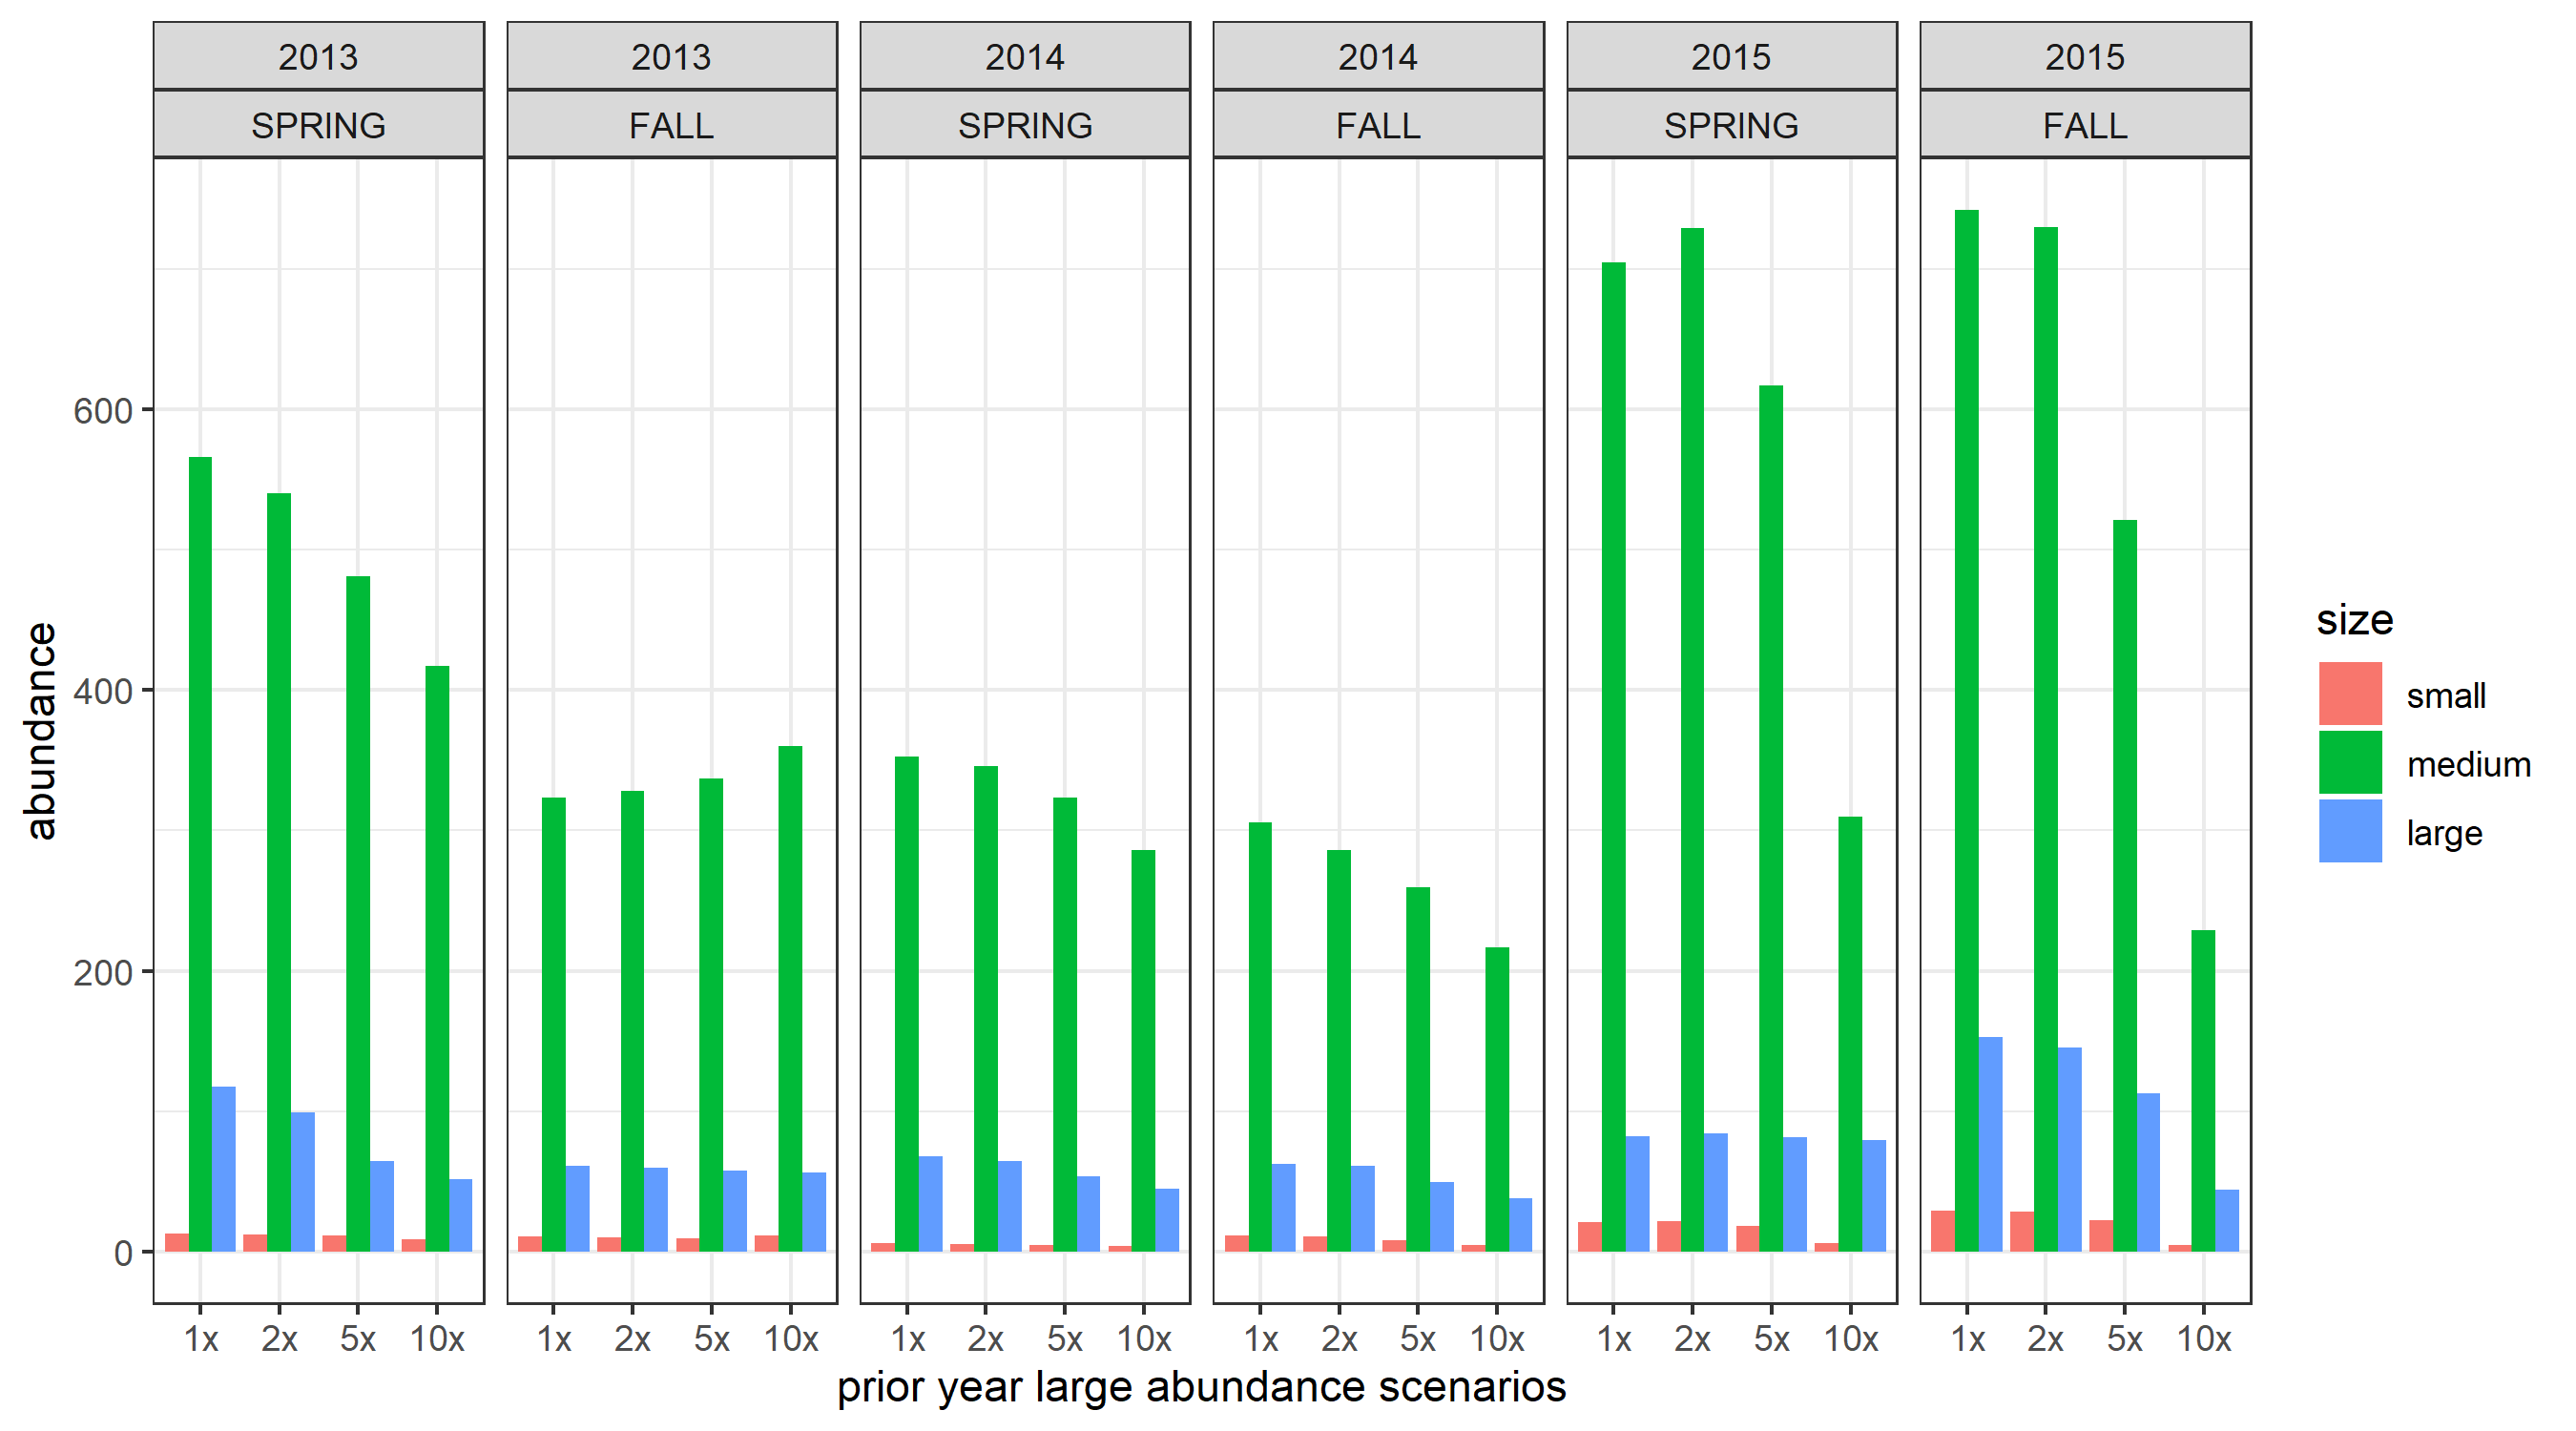 2013 2013 2014 2014 2015 2015
SPRING FALL SPRING FALL SPRING FALL
600
400
200
0
abundance
1x 2x 5x 10x 1x 2x 5x 10x 1x 2x 5x 10x 1x 2x 5x 10x 1x 2x 5x 10x 1x 2x 5x 10x
prior year large abundance scenarios
size
small
medium
large